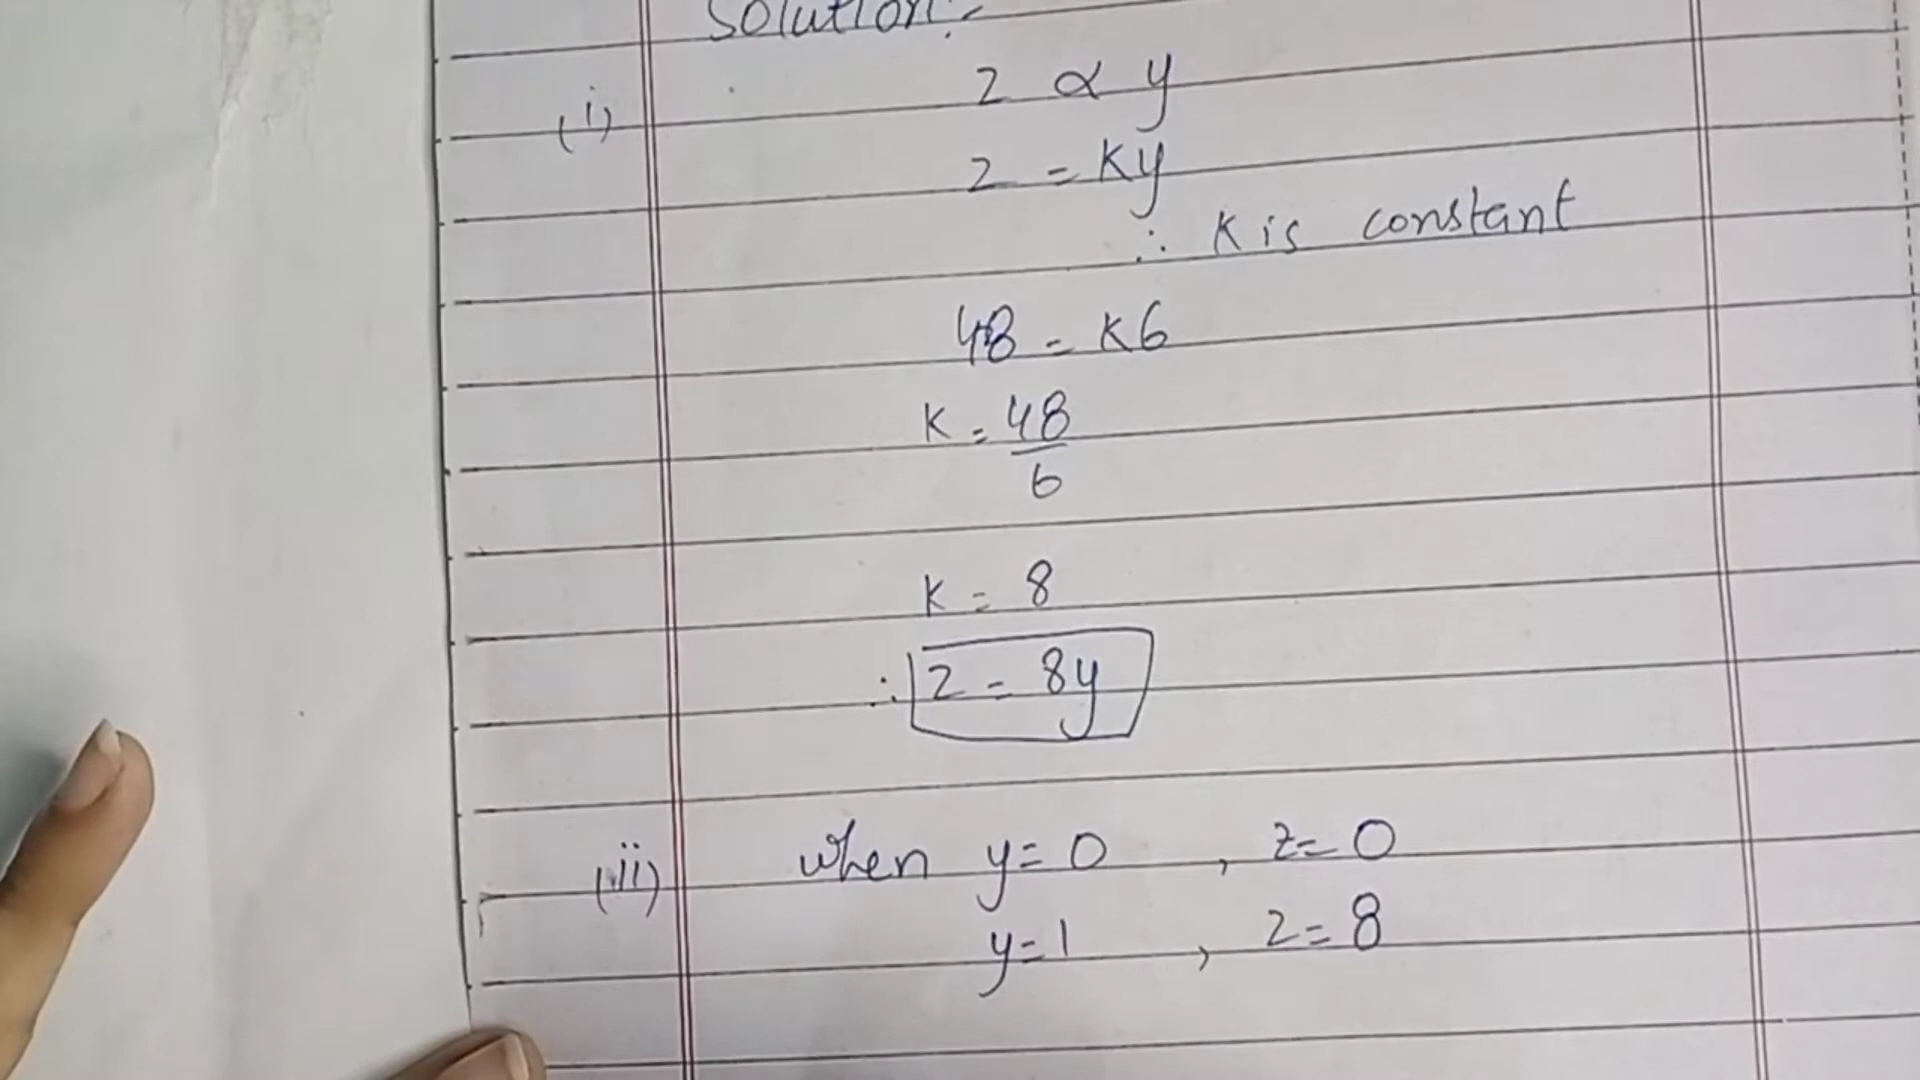 Solution:-
(i) z ∝ y
z = Ky
∴ K is constant
48 = K6
K = 48/6
K = 8
∴ z = 8y
(ii) when y=0 , z=0
y=1 , z=8